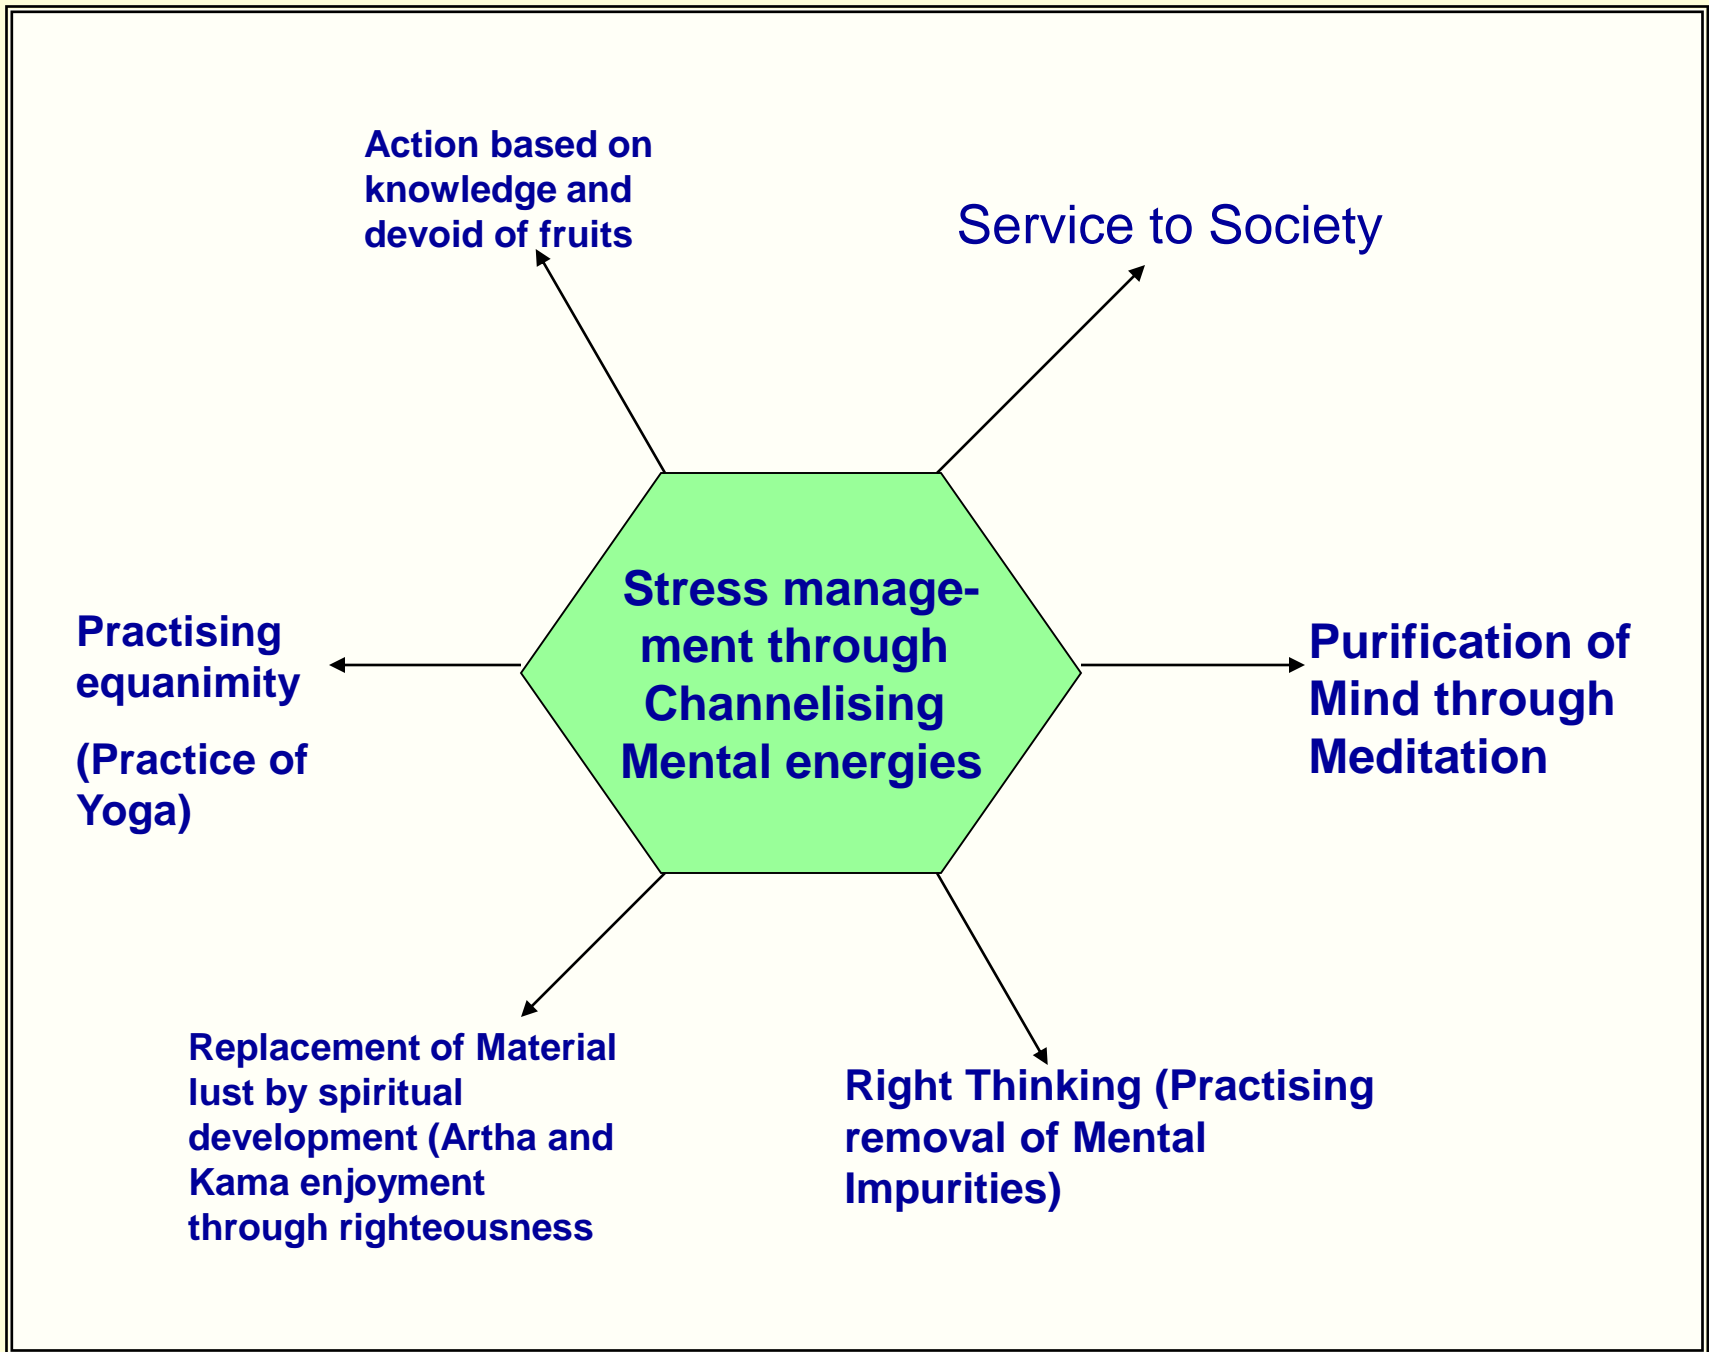 Action based on
knowledge and
devoid of fruits
Service to Society
Stress manage-
ment through
Channelising
Mental energies
Practising
equanimity
(Practice of
Yoga)
Purification of
Mind through
Meditation
Replacement of Material
lust by spiritual
development (Artha and
Kama enjoyment
through righteousness
Right Thinking (Practising
removal of Mental
Impurities)